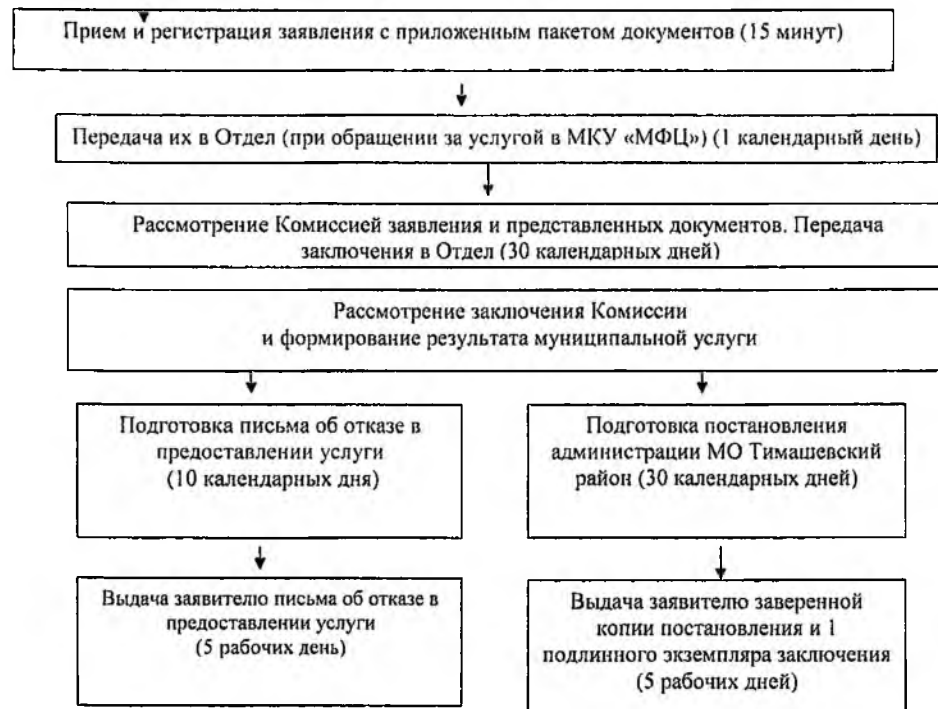 Прием и регистрация заявления с приложенным пакетом документов (15 минут)
Передача их в Отдел (при обращении за услугой в МКУ «МФЦ») (1 календарный день)
Рассмотрение Комиссией заявления и представленных документов. Передача
заключения в Отдел (30 календарных дней)
Рассмотрение заключения Комиссии
и формирование результата муниципальной услуги
Подготовка письма об отказе в
предоставлении услуги
(10 календарных дня)
Подготовка постановления
администрации МО Тимашевский
район (30 календарных дней)
Выдача заявителю письма об отказе в
предоставлении услуги
(5 рабочих день)
Выдача заявителю заверенной
копии постановления и 1
подлинного экземпляра заключения
(5 рабочих дней)